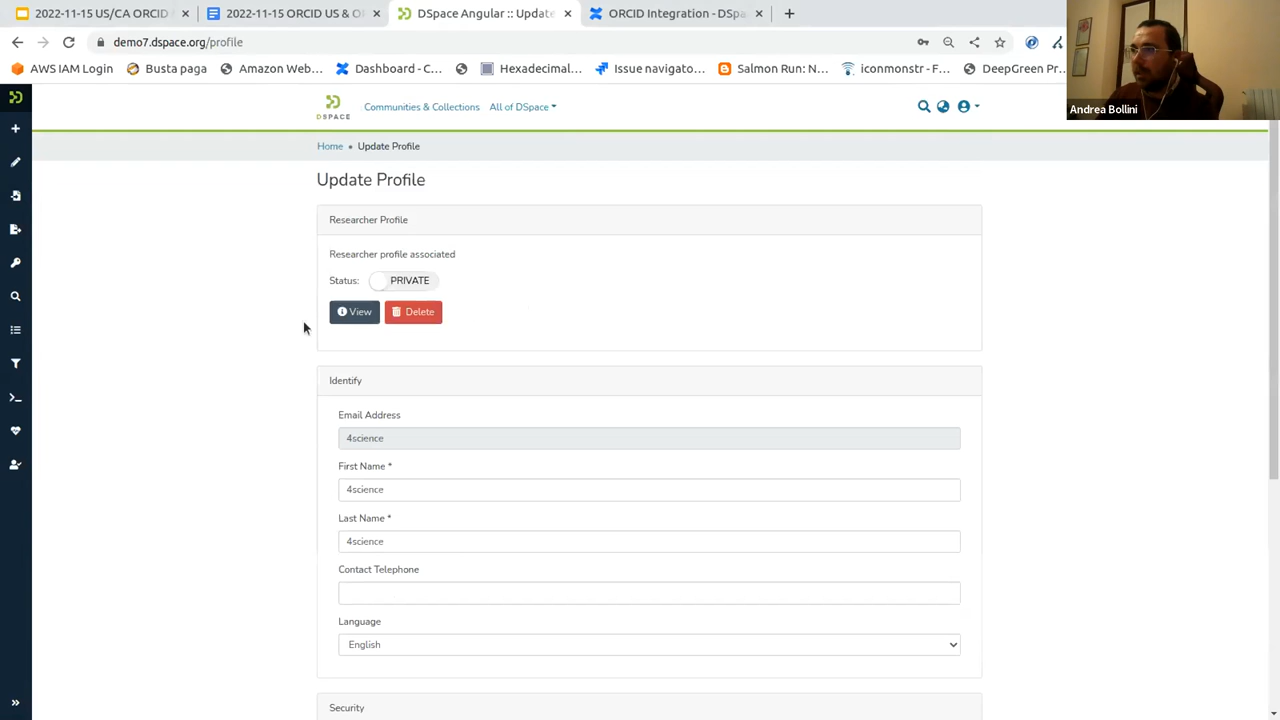 2022-11-15 US/CA ORCID
2022-11-15 ORCID US & O
DSpace Angular :: Update
ORCID Integration - DSpa
demo7.dspace.org/profile
AWS IAM Login
Busta paga
Amazon Web...
Dashboard - C...
Hexadecimal...
Issue navigato...
Salmon Run: N...
iconmonstr - F...
DeepGreen Pr...
Andrea Bollini
DSPACE
Communities & Collections
All of DSpace
Home • Update Profile
Update Profile
Researcher Profile
Researcher profile associated
Status: PRIVATE
View
Delete
Identify
Email Address
4science
First Name *
4science
Last Name *
4science
Contact Telephone
Language
English
Security